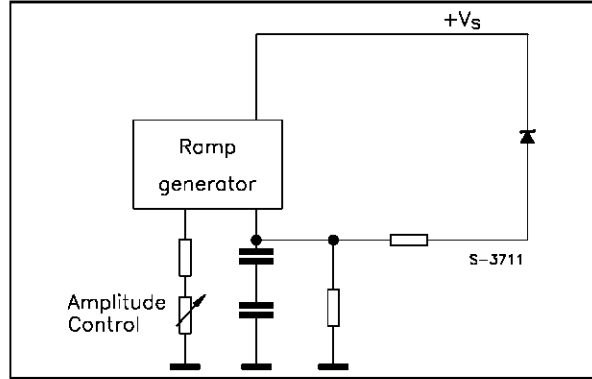 +Vs
Ramp
generator
S-3711
Amplitude
Control